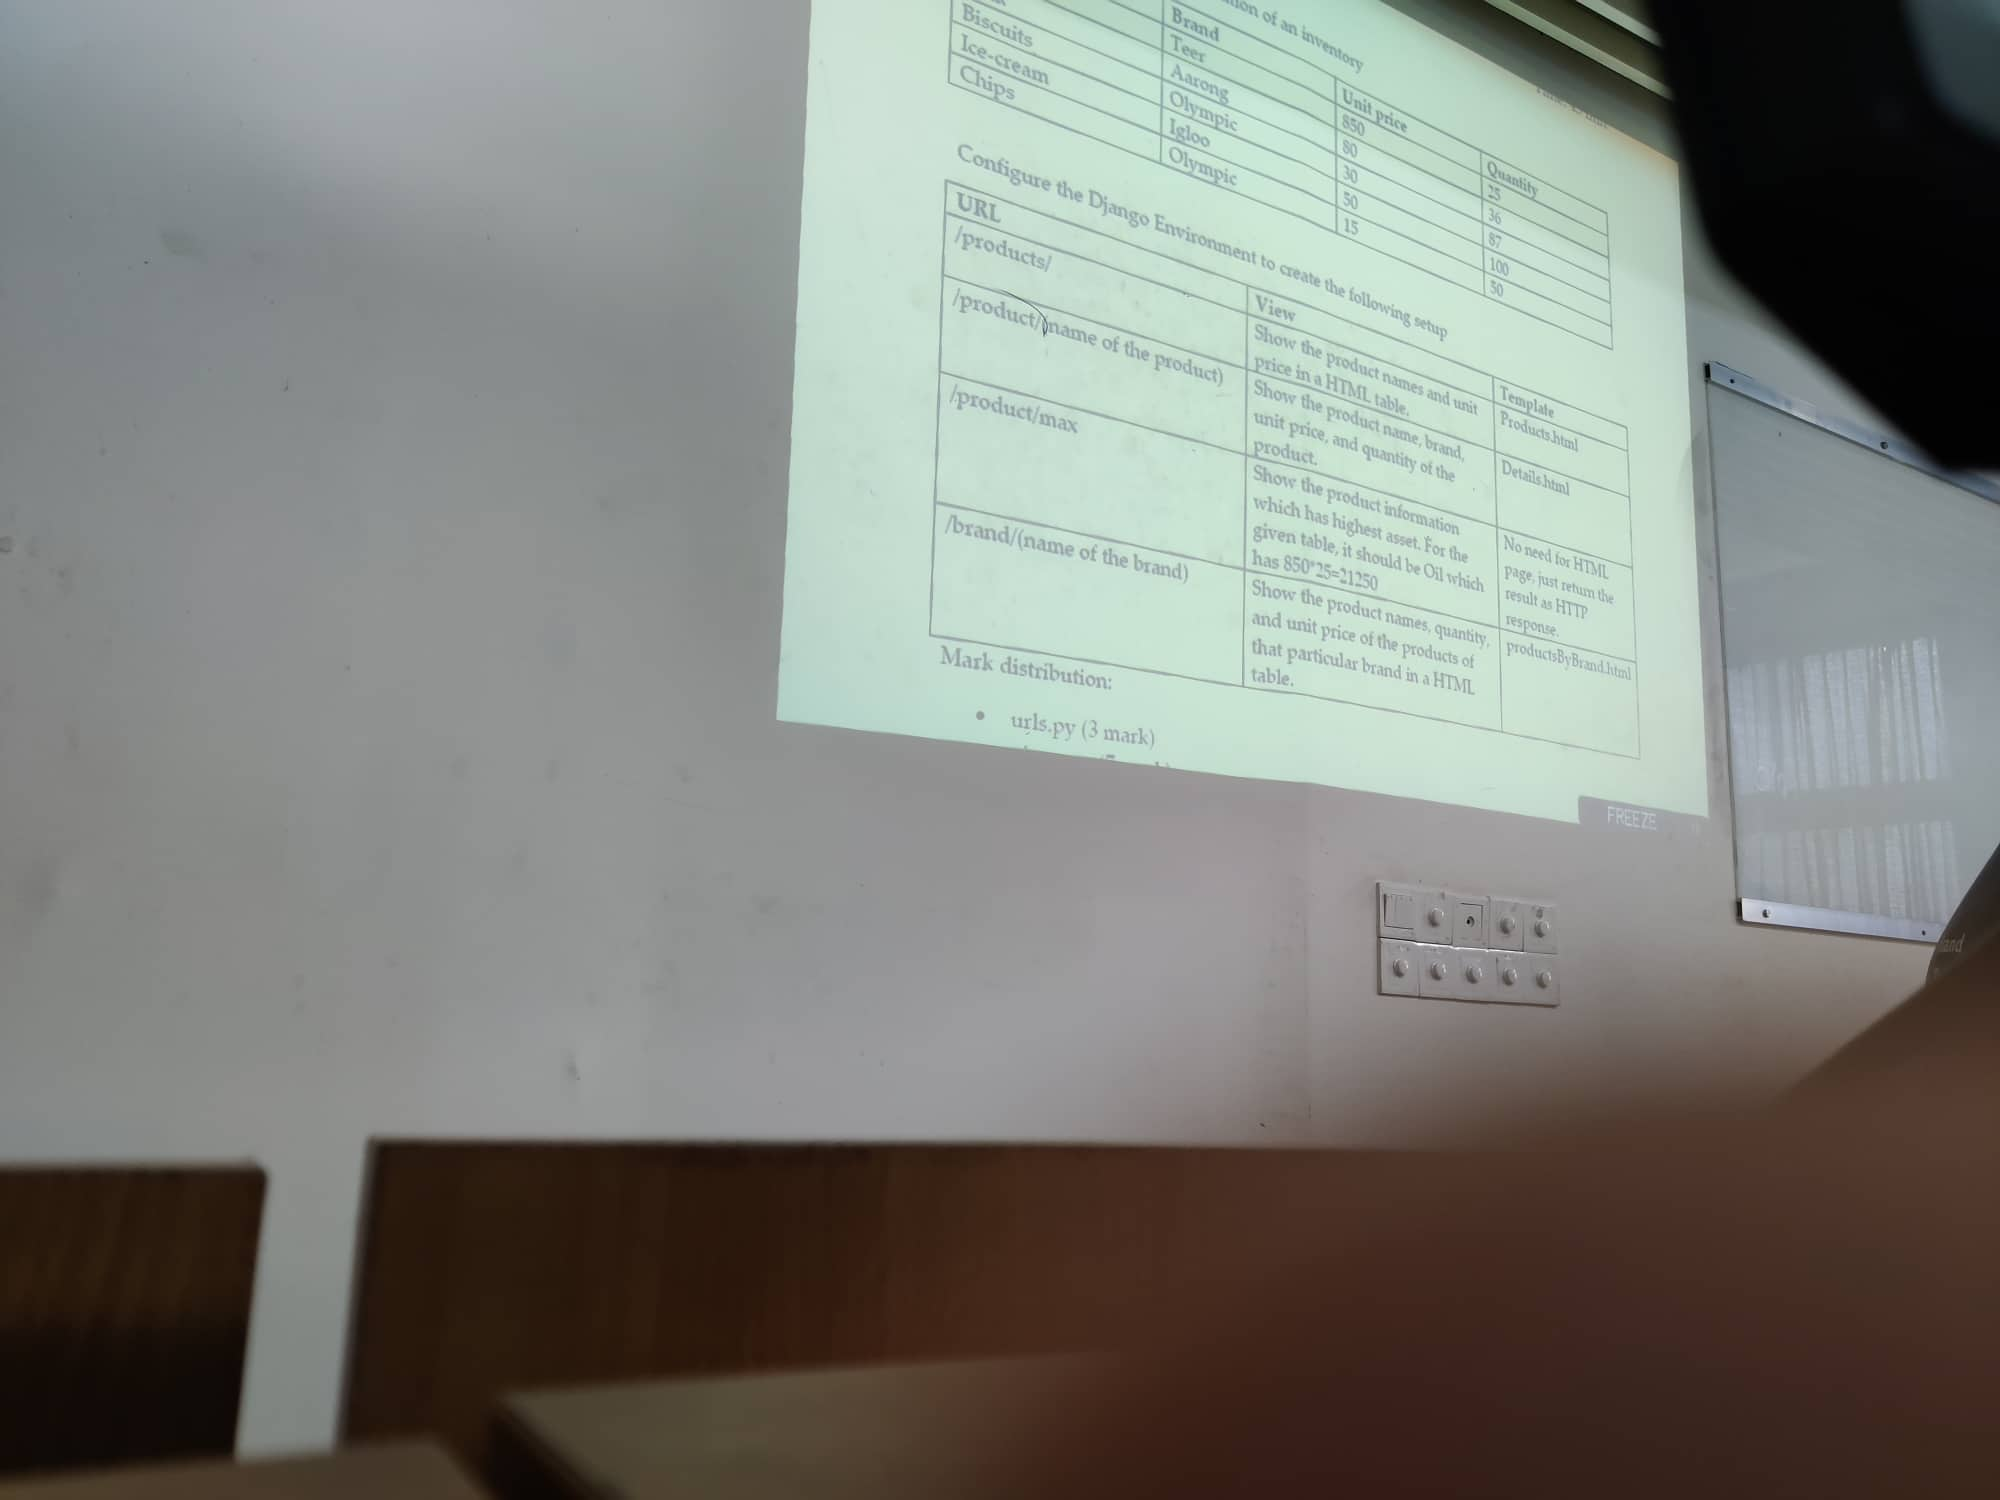 ion of an inventory
Brand Unit price Quantity
Teer 850 25
Aarong 80 36
Biscuits Olympic 30 87
Ice-cream Igloo 50 100
Chips Olympic 15 50
Configure the Django Environment to create the following setup
URL View Template
/products/ Show the product names and unit Products.html
price in a HTML table.
/product/(name of the product) Show the product name, brand, Details.html
unit price, and quantity of the
product.
/product/max Show the product information No need for HTML
which has highest asset. For the page, just return the
given table, it should be Oil which result as HTTP
has 850*25=21250 response.
/brand/(name of the brand) Show the product names, quantity, productsByBrand.html
and unit price of the products of
that particular brand in a HTML
table.
Mark distribution:
• urls.py (3 mark)
FREEZE